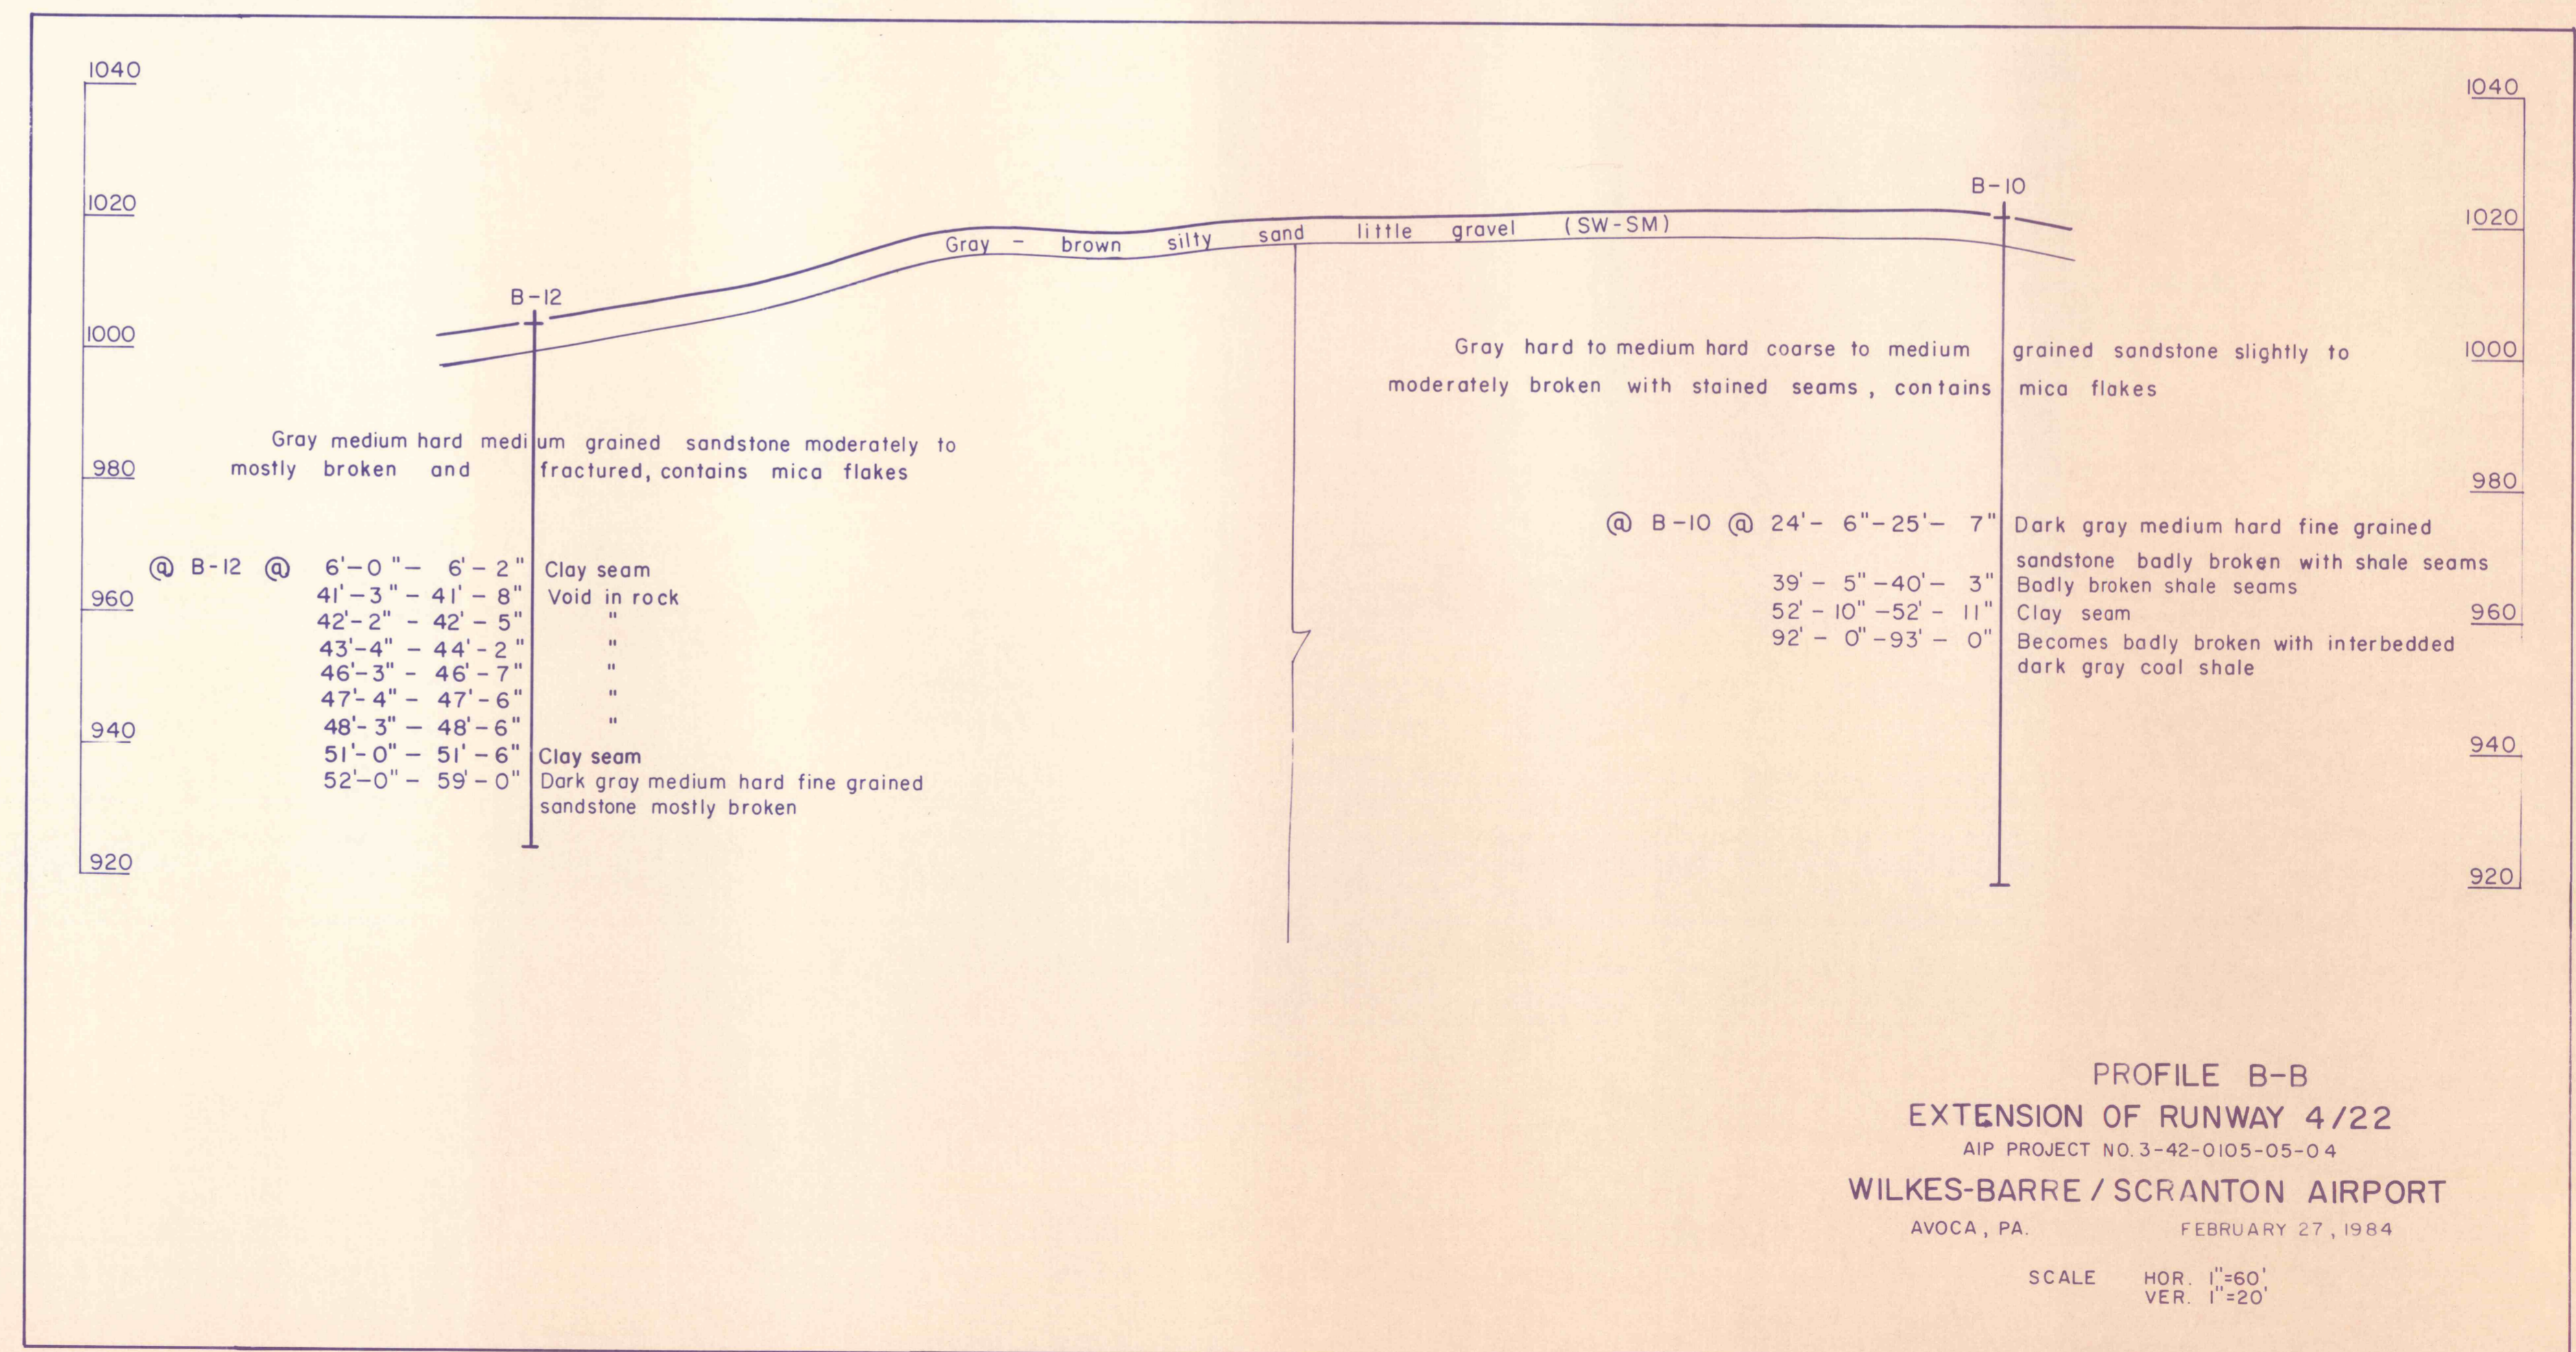 1040
1020
1000
980
960
940
920
1040
1020
1000
980
960
940
920
B-12
B-10
Gray - brown silty sand little gravel (SW-SM)
Gray medium hard medium grained sandstone moderately to
mostly broken and fractured, contains mica flakes
@ B-12 @ 6'-0" - 6'-2" Clay seam
41'-3" - 41'-8" Void in rock
42'-2" - 42'-5" "
43'-4" - 44'-2" "
46'-3" - 46'-7" "
47'-4" - 47'-6" "
48'-3" - 48'-6" "
51'-0" - 51'-6" Clay seam
52'-0" - 59'-0" Dark gray medium hard fine grained
sandstone mostly broken
Gray hard to medium hard coarse to medium grained sandstone slightly to
moderately broken with stained seams, contains mica flakes
@ B-10 @ 24'-6"-25'-7" Dark gray medium hard fine grained
sandstone badly broken with shale seams
39'-5"-40'-3" Badly broken shale seams
52'-10"-52'-11" Clay seam
92'-0"-93'-0" Becomes badly broken with interbedded
dark gray coal shale
PROFILE B-B
EXTENSION OF RUNWAY 4/22
AIP PROJECT NO. 3-42-0105-05-04
WILKES-BARRE / SCRANTON AIRPORT
AVOCA, PA. FEBRUARY 27, 1984
SCALE HOR. 1"=60'
VER. 1"=20'